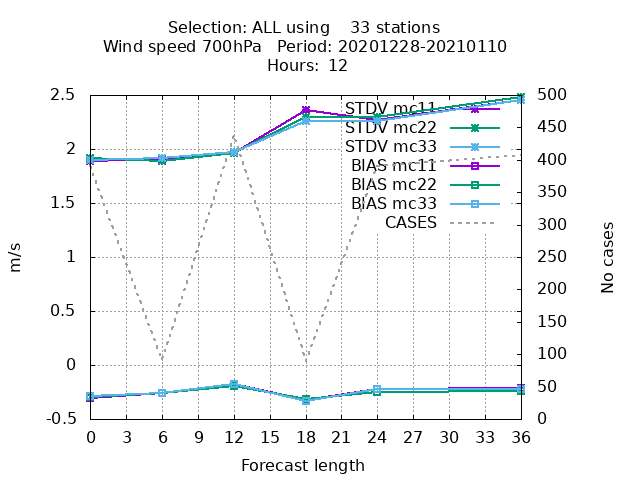 Selection: ALL using    33 stations
Wind speed 700hPa   Period: 20201228-20210110
Hours:  12
2.5
2
1.5
1
0.5
0
-0.5
m/s
STDV mc11
STDV mc22
STDV mc33
BIAS mc11
BIAS mc22
BIAS mc33
CASES
500
450
400
350
300
250
200
150
100
50
0
No cases
0 3 6 9 12 15 18 21 24 27 30 33 36
Forecast length